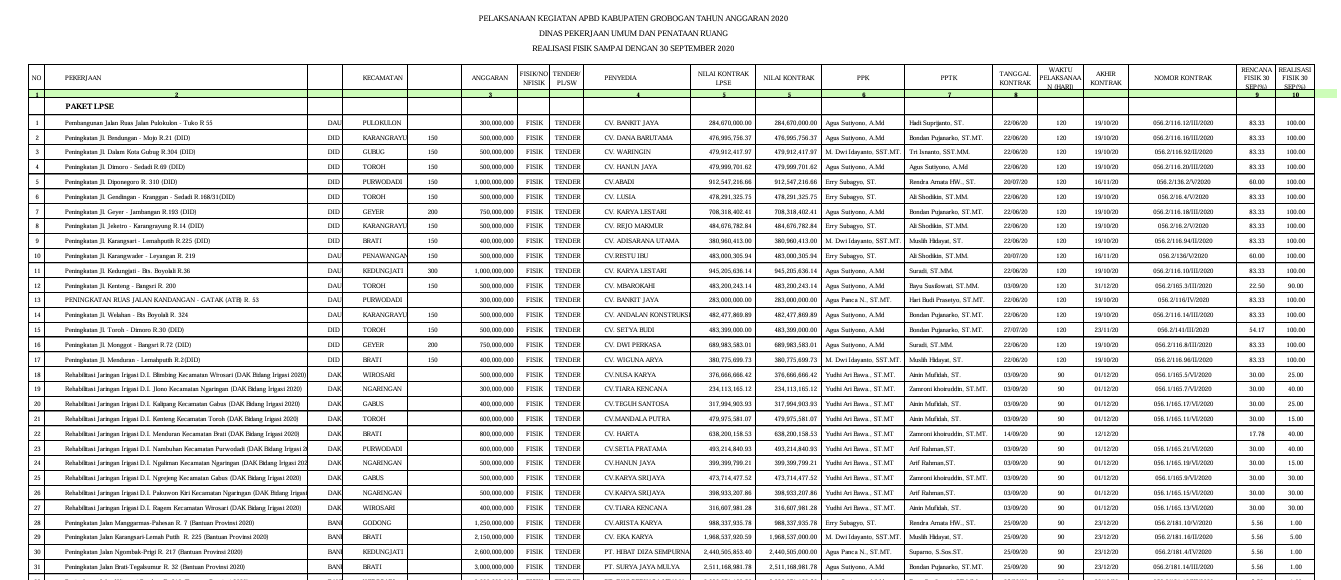 PELAKSANAAN KEGIATAN APBD KABUPATEN GROBOGAN TAHUN ANGGARAN 2020
DINAS PEKERJAAN UMUM DAN PENATAAN RUANG
REALISASI FISIK SAMPAI DENGAN 30 SEPTEMBER 2020
NO PEKERJAAN KECAMATAN ANGGARAN FISIK/NONFISIK TENDER/PL/SW PENYEDIA NILAI KONTRAK LPSE NILAI KONTRAK PPK PPTK TANGGAL KONTRAK WAKTU PELAKSANAAN (HARI) AKHIR KONTRAK NOMOR KONTRAK RENCANA FISIK 30 SEP(%) REALISASI FISIK 30 SEP(%)
1 2 3 4 5 5 6 7 8 9 10
PAKET LPSE
1 Pembangunan Jalan Ruas Jalan Pulokulon - Tuko R 55 DAU PULOKULON 300,000,000 FISIK TENDER CV. BANKIT JAYA 284,670,000.00 284,670,000.00 Agus Sutiyono, A.Md Hadi Suprijanto, ST. 22/06/20 120 19/10/20 056.2/116.12/III/2020 83.33 100.00
2 Peningkatan Jl. Bendungan - Mojo R.21 (DID) DID KARANGRAYU 150 500,000,000 FISIK TENDER CV. DANA BARUTAMA 476,995,756.37 476,995,756.37 Agus Sutiyono, A.Md Bondan Pujanarko, ST.MT. 22/06/20 120 19/10/20 056.2/116.16/III/2020 83.33 100.00
3 Peningkatan Jl. Dalam Kota Gubug R.304 (DID) DID GUBUG 150 500,000,000 FISIK TENDER CV. WARINGIN 479,912,417.97 479,912,417.97 M. Dwi Idayanto, SST.MT. Tri Isnanto, SST.MM. 22/06/20 120 19/10/20 056.2/116.92/III/2020 83.33 100.00
4 Peningkatan Jl. Dimoro - Sedadi R.69 (DID) DID TOROH 150 500,000,000 FISIK TENDER CV. HANUN JAYA 479,999,701.62 479,999,701.62 Agus Sutiyono, A.Md Agus Sutiyono, A.Md 22/06/20 120 19/10/20 056.2/116.20/III/2020 83.33 100.00
5 Peningkatan Jl. Diponegoro R. 310 (DID) DID PURWODADI 150 1,000,000,000 FISIK TENDER CV.ABADI 912,547,216.66 912,547,216.66 Erry Subagyo, ST. Rendra Amata HW., ST.MT. 20/07/20 120 16/11/20 056.2/136.2/V/2020 60.00 100.00
6 Peningkatan Jl. Gendingan - Kranggan - Sedadi R.168/31(DID) DID TOROH 150 500,000,000 FISIK TENDER CV. LUSIA 478,291,325.75 478,291,325.75 Erry Subagyo, ST. Ali Shodikin, ST.MM. 22/06/20 120 19/10/20 056.2/16.4/V/2020 83.33 100.00
7 Peningkatan Jl. Geyer - Jambangan R.193 (DID) DID GEYER 200 750,000,000 FISIK TENDER CV. KARYA LESTARI 708,318,402.41 708,318,402.41 Agus Sutiyono, A.Md Bondan Pujanarko, ST.MT. 22/06/20 120 19/10/20 056.2/116.18/III/2020 83.33 100.00
8 Peningkatan Jl. Jeketro - Karangrayung R.14 (DID) DID KARANGRAYU 150 500,000,000 FISIK TENDER CV. REJO MAKMUR 484,676,782.84 484,676,782.84 Erry Subagyo, ST. Ali Shodikin, ST.MM. 22/06/20 120 19/10/20 056.2/16.2/V/2020 83.33 100.00
9 Peningkatan Jl. Karangsari - Lemahputih R.225 (DID) DID BRATI 150 400,000,000 FISIK TENDER CV. ADISARANA UTAMA 380,960,413.00 380,960,413.00 M. Dwi Idayanto, SST.MT. Muslih Hidayat, ST. 22/06/20 120 19/10/20 056.2/116.94/II/2020 83.33 100.00
10 Peningkatan Jl. Karangwader - Leyangan R. 219 DID PENAWANGAN 150 500,000,000 FISIK TENDER CV.RESTU IBU 483,000,305.94 483,000,305.94 Erry Subagyo, ST. Ali Shodikin, ST.MM. 20/07/20 120 16/11/20 056.2/136/V/2020 60.00 100.00
11 Peningkatan Jl. Kedungjati - Bts. Boyolali R.36 DAU KEDUNGJATI 300 1,000,000,000 FISIK TENDER CV. KARYA LESTARI 945,205,636.14 945,205,636.14 Agus Sutiyono, A.Md Suradi, ST.MM. 22/06/20 120 19/10/20 056.2/116.10/III/2020 83.33 100.00
12 Peningkatan Jl. Kenteng - Bangsri R. 200 DAU TOROH 150 500,000,000 FISIK TENDER CV. MBAROKAHI 483,200,243.14 483,200,243.14 Agus Sutiyono, A.Md Bayu Susilowati, ST.MM. 03/09/20 120 31/12/20 056.2/165.3/III/2020 22.50 90.00
13 PENINGKATAN RUAS JALAN KANDANGAN - GATAK (ATB) R. 53 DAU PURWODADI 300,000,000 FISIK TENDER CV. BANKIT JAYA 283,000,000.00 283,000,000.00 Agus Panca N., ST.MT. Hari Budi Prasetyo, ST.MT. 22/06/20 120 19/10/20 056.2/116/IV/2020 83.33 100.00
14 Peningkatan Jl. Welahan - Bts Boyolali R. 324 DAU KARANGRAYU 150 500,000,000 FISIK TENDER CV. ANDALAN KONSTRUKSI 482,477,869.89 482,477,869.89 Agus Sutiyono, A.Md Bondan Pujanarko, ST.MT. 22/06/20 120 19/10/20 056.2/116.14/III/2020 83.33 100.00
15 Peningkatan Jl. Toroh - Dimoro R.30 (DID) DID TOROH 150 500,000,000 FISIK TENDER CV. SETYA BUDI 483,399,000.00 483,399,000.00 Agus Sutiyono, A.Md Bondan Pujanarko, ST.MT. 27/07/20 120 23/11/20 056.2/141/III/2020 54.17 100.00
16 Peningkatan Jl. Monggot - Bangsri R.72 (DID) DID GEYER 200 750,000,000 FISIK TENDER CV. DWI PERKASA 689,983,583.01 689,983,583.01 Agus Sutiyono, A.Md Suradi, ST.MM. 22/06/20 120 19/10/20 056.2/116.8/III/2020 83.33 100.00
17 Peningkatan Jl. Menduran - Lemahputih R.2(DID) DID BRATI 150 400,000,000 FISIK TENDER CV. WIGUNA ARYA 380,775,699.73 380,775,699.73 M. Dwi Idayanto, SST.MT. Muslih Hidayat, ST. 22/06/20 120 19/10/20 056.2/116.96/II/2020 83.33 100.00
18 Rehabilitasi Jaringan Irigasi D.I. Blimbing Kecamatan Wirosari (DAK Bidang Irigasi 2020) DAK WIROSARI 400,000,000 FISIK TENDER CV.NUSA KARYA 376,666,666.42 376,666,666.42 Yudhi Ari Bawa., ST.MT Ainin Mufidah, ST. 03/09/20 90 01/12/20 056.1/165.5/VI/2020 30.00 25.00
19 Rehabilitasi Jaringan Irigasi D.I. Jlono Kecamatan Ngaringan (DAK Bidang Irigasi 2020) DAK NGARINGAN 300,000,000 FISIK TENDER CV.TIARA KENCANA 234,113,165.12 234,113,165.12 Yudhi Ari Bawa., ST.MT Zamroni khoiruddin, ST.MT. 03/09/20 90 01/12/20 056.1/165.7/VI/2020 30.00 40.00
20 Rehabilitasi Jaringan Irigasi D.I. Kalipang Kecamatan Gabus (DAK Bidang Irigasi 2020) DAK GABUS 400,000,000 FISIK TENDER CV.TEGUH SANTOSA 317,994,903.93 317,994,903.93 Yudhi Ari Bawa., ST.MT Ainin Mufidah, ST. 03/09/20 90 01/12/20 056.1/165.17/VI/2020 30.00 25.00
21 Rehabilitasi Jaringan Irigasi D.I. Kenteng Kecamatan Toroh (DAK Bidang Irigasi 2020) DAK TOROH 600,000,000 FISIK TENDER CV.MANDALA PUTRA 479,975,581.07 479,975,581.07 Yudhi Ari Bawa., ST.MT Ainin Mufidah, ST. 03/09/20 90 01/12/20 056.1/165.11/VI/2020 30.00 15.00
22 Rehabilitasi Jaringan Irigasi D.I. Menduran Kecamatan Brati (DAK Bidang Irigasi 2020) DAK BRATI 800,000,000 FISIK TENDER CV. HARTA 638,200,158.53 638,200,158.53 Yudhi Ari Bawa., ST.MT Zamroni khoiruddin, ST.MT. 14/09/20 90 12/12/20 17.78 40.00
23 Rehabilitasi Jaringan Irigasi D.I. Nambuhan Kecamatan Purwodadi (DAK Bidang Irigasi 20 DAK PURWODADI 600,000,000 FISIK TENDER CV.SETIA PRATAMA 493,214,840.93 493,214,840.93 Yudhi Ari Bawa., ST.MT Arif Rahman,ST. 03/09/20 90 01/12/20 056.1/165.21/VI/2020 30.00 40.00
24 Rehabilitasi Jaringan Irigasi D.I. Ngaliman Kecamatan Ngaringan (DAK Bidang Irigasi 202 DAK NGARINGAN 500,000,000 FISIK TENDER CV.HANUN JAYA 399,399,799.21 399,399,799.21 Yudhi Ari Bawa., ST.MT Arif Rahman,ST. 03/09/20 90 01/12/20 056.1/165.19/VI/2020 30.00 15.00
25 Rehabilitasi Jaringan Irigasi D.I. Ngrejeng Kecamatan Gabus (DAK Bidang Irigasi 2020) DAK GABUS 500,000,000 FISIK TENDER CV.KARYA SRIJAYA 473,714,477.52 473,714,477.52 Yudhi Ari Bawa., ST.MT Ainin Mufidah, ST. 03/09/20 90 01/12/20 056.1/165.9/VI/2020 30.00 30.00
26 Rehabilitasi Jaringan Irigasi D.I. Pakuwon Kiri Kecamatan Ngaringan (DAK Bidang Irigasi DAK NGARINGAN 500,000,000 FISIK TENDER CV.KARYA SRIJAYA 398,933,207.86 398,933,207.86 Yudhi Ari Bawa., ST.MT Arif Rahman,ST. 03/09/20 90 01/12/20 056.1/165.15/VI/2020 30.00 30.00
27 Rehabilitasi Jaringan Irigasi D.I. Ragem Kecamatan Wirosari (DAK Bidang Irigasi 2020) DAK WIROSARI 400,000,000 FISIK TENDER CV.TIARA KENCANA 316,607,981.28 316,607,981.28 Yudhi Ari Bawa., ST.MT Ainin Mufidah, ST. 03/09/20 90 01/12/20 056.1/165.13/VI/2020 30.00 30.00
28 Peningkatan Jalan Manggarmas-Pahesan R. 7 (Bantuan Provinsi 2020) GODONG 1,250,000,000 FISIK TENDER CV.ARISTA KARYA 988,337,935.78 988,337,935.78 Erry Subagyo, ST. Rendra Amata HW., ST.MT. 25/09/20 90 23/12/20 056.2/181.10/V/2020 5.56 1.00
29 Peningkatan Jalan Karangsari-Lemah Putih R. 225 (Bantuan Provinsi 2020) BRATI 2,150,000,000 FISIK TENDER CV. EKA KARYA 1,968,537,920.59 1,968,537,000.00 M. Dwi Idayanto, SST.MT. Muslih Hidayat, ST. 25/09/20 90 23/12/20 056.2/181.16/II/2020 5.56 5.00
30 Peningkatan Jalan Ngombak-Prigi R. 217 (Bantuan Provinsi 2020) KEDUNGJATI 2,600,000,000 FISIK TENDER PT. HIBAT DIZA SEMPURNA 2,440,505,853.40 2,440,505,000.00 Agus Panca N., ST.MT. Suparno, S.Sos.ST. 25/09/20 90 23/12/20 056.2/181.4/IV/2020 5.56 1.00
31 Peningkatan Jalan Brati-Tegalsumur R. 32 (Bantuan Provinsi 2020) BRATI 3,000,000,000 FISIK TENDER PT. SURYA JAYA MULYA 2,511,168,981.78 2,511,168,981.78 Agus Sutiyono, A.Md Bondan Pujanarko, ST.MT. 25/09/20 90 23/12/20 056.2/181.14/III/2020 5.56 1.00